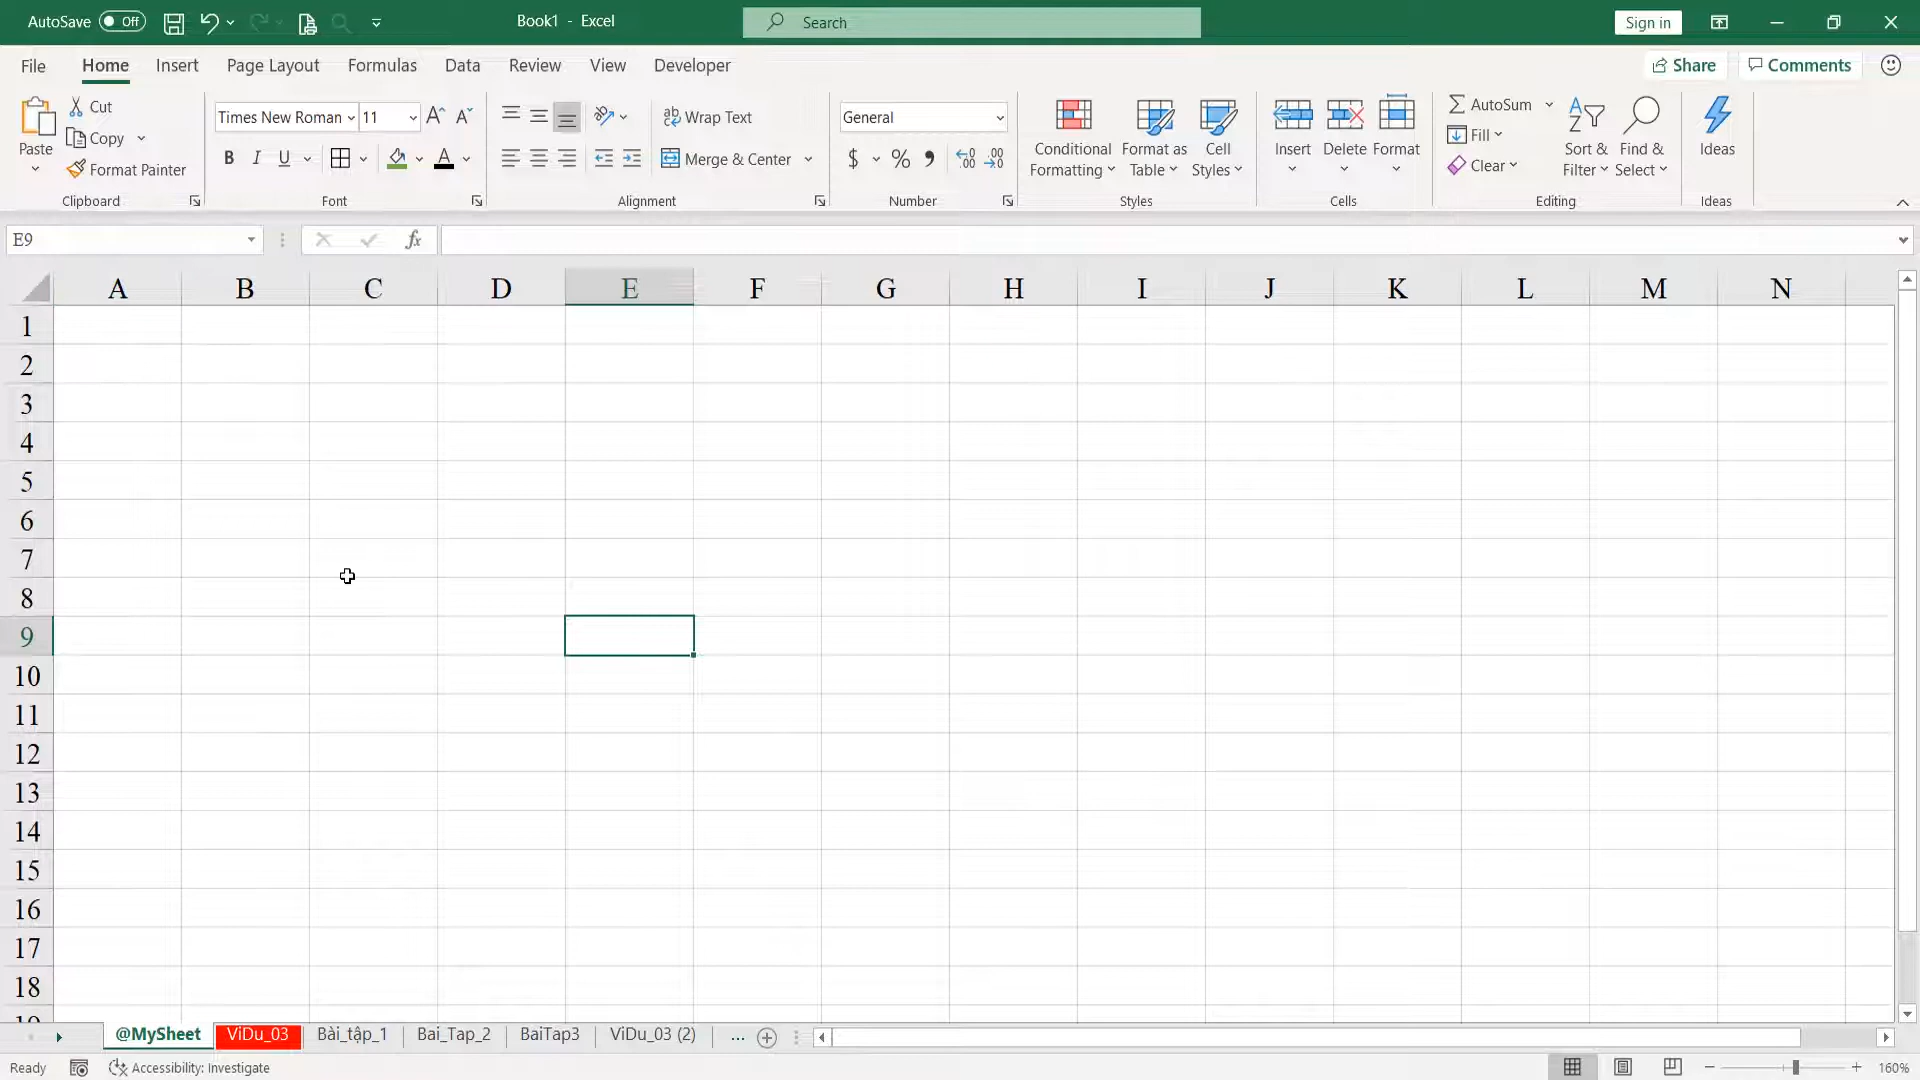 AutoSave Off Book1 - Excel Search Sign in
File Home Insert Page Layout Formulas Data Review View Developer Share Comments
Paste Cut Copy Format Painter Clipboard
Times New Roman 11 B I U A Font
ab Wrap Text Merge & Center Alignment
General $ % Number
Conditional Formatting Format as Table Cell Styles Styles
Insert Delete Format Cells
AutoSum Fill Clear Sort & Filter Find & Select Editing
Ideas Ideas
E9 fx
A B C D E F G H I J K L M N
1
2
3
4
5
6
7
8
9
10
11
12
13
14
15
16
17
18
@MySheet ViDu_03 Bài_tập_1 Bai_Tap_2 BaiTap3 ViDu_03 (2) ...
Ready Accessibility: Investigate 160%